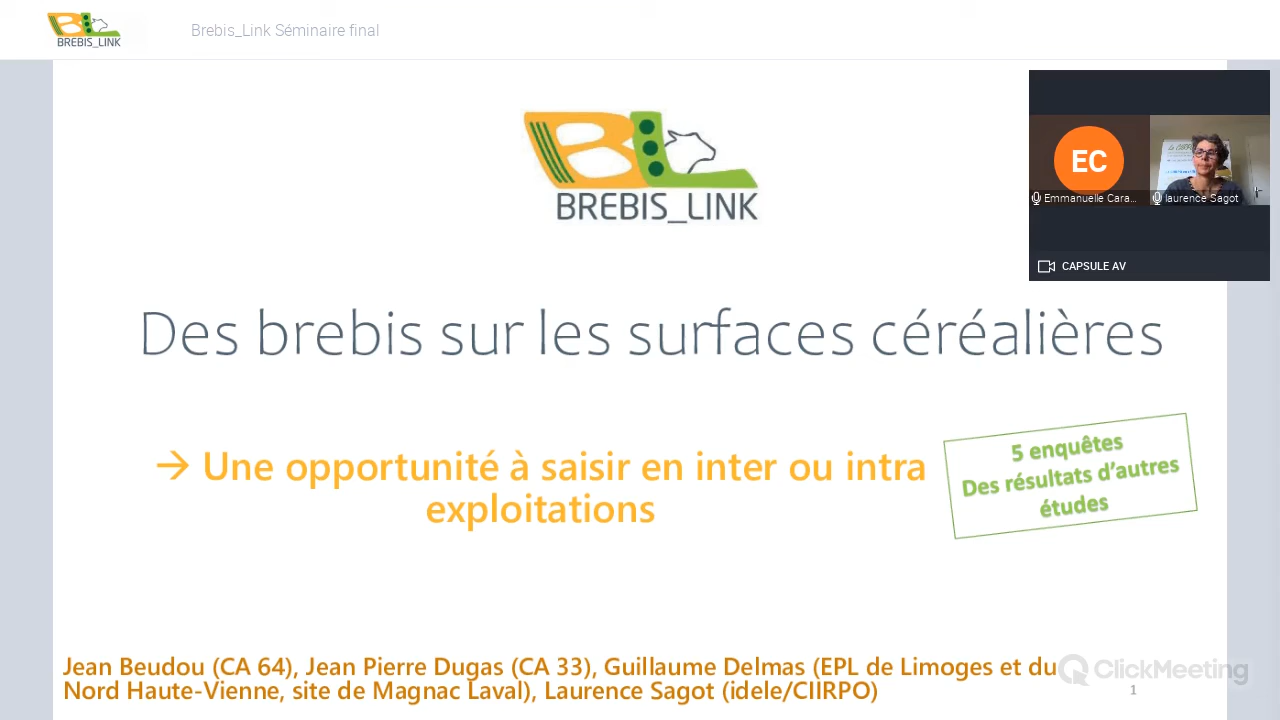 BREBIS_LINK
Brebis_Link Séminaire final
BL
BREBIS_LINK
EC
Emmanuelle Cara...
laurence Sagot
CAPSULE AV
Des brebis sur les surfaces céréalières
→ Une opportunité à saisir en inter ou intra
exploitations
5 enquêtes
Des résultats d'autres
études
Jean Beudou (CA 64), Jean Pierre Dugas (CA 33), Guillaume Delmas (EPL de Limoges et du
Nord Haute-Vienne, site de Magnac Laval), Laurence Sagot (idele/CIIRPO)
ClickMeeting
1